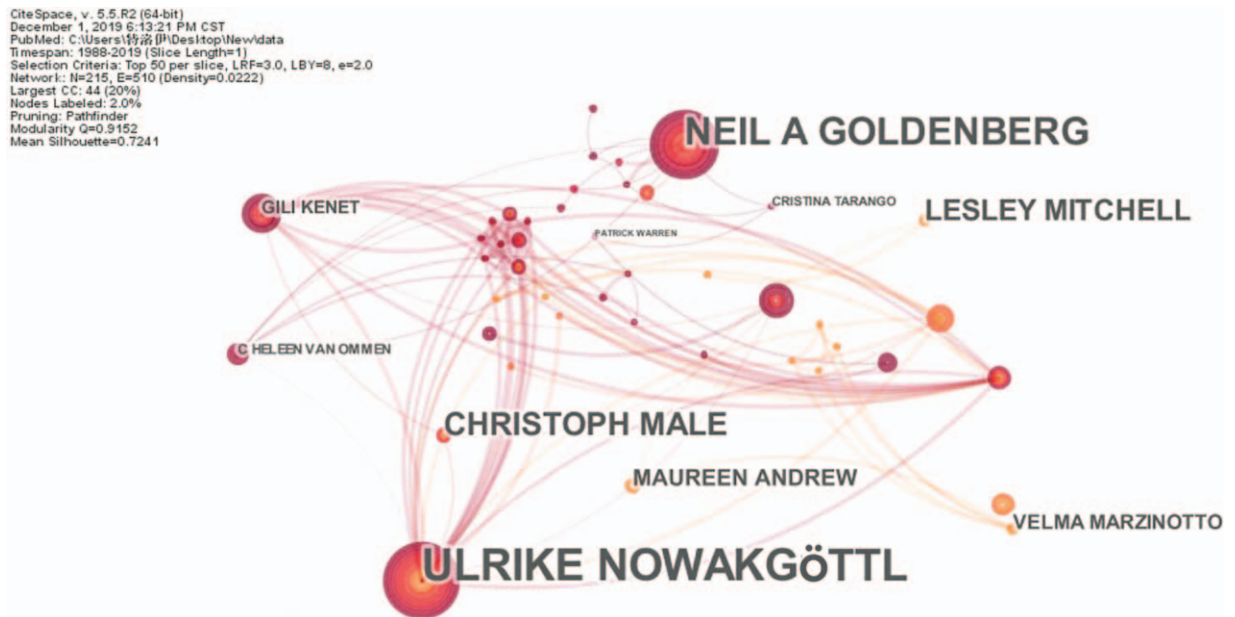 CiteSpace, v. 5.5.R2 (64-bit)
December 1, 2019 6:13:21 PM CST
PubMed: C:\Users\特洛伊\Desktop\New\data
Timespan: 1988-2019 (Slice Length=1)
Selection Criteria: Top 50 per slice, LRF=3.0, LBY=8, e=2.0
Network: N=215, E=510 (Density=0.0222)
Largest CC: 44 (20%)
Nodes Labeled: 2.0%
Pruning: Pathfinder
Modularity Q=0.9152
Mean Silhouette=0.7241
NEIL A GOLDENBERG
GILI KENET
CRISTINA TARANGO
LESLEY MITCHELL
PATRICK WARREN
C HELEEN VAN OMMEN
CHRISTOPH MALE
MAUREEN ANDREW
VELMA MARZINOTTO
ULRIKE NOWAKGöTTL